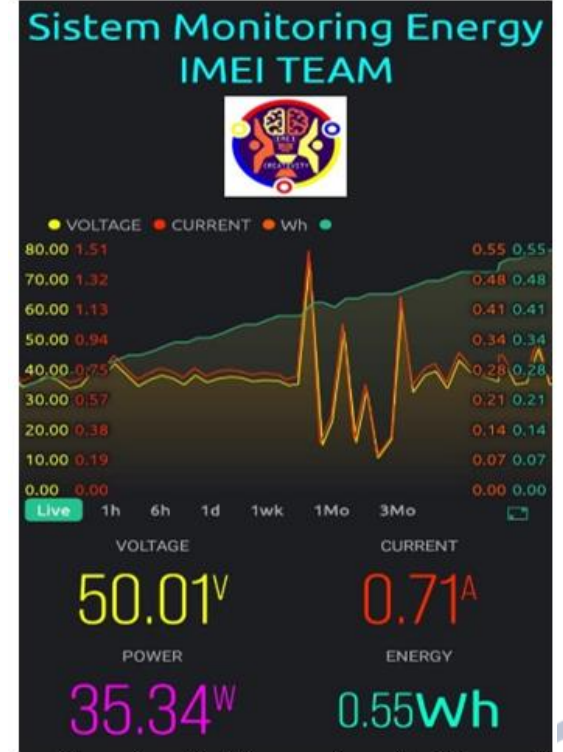 Sistem Monitoring Energy
IMEI TEAM
IMEI
CREATIVITY
VOLTAGE CURRENT Wh
80.00 1.51 0.55 0.55
70.00 1.32 0.48 0.48
60.00 1.13 0.41 0.41
50.00 0.94 0.34 0.34
40.00 0.75 0.28 0.28
30.00 0.57 0.21 0.21
20.00 0.38 0.14 0.14
10.00 0.19 0.07 0.07
0.00 0.00 0.00 0.00
Live 1h 6h 1d 1wk 1Mo 3Mo
VOLTAGE CURRENT
50.01V 0.71A
POWER ENERGY
35.34W 0.55Wh